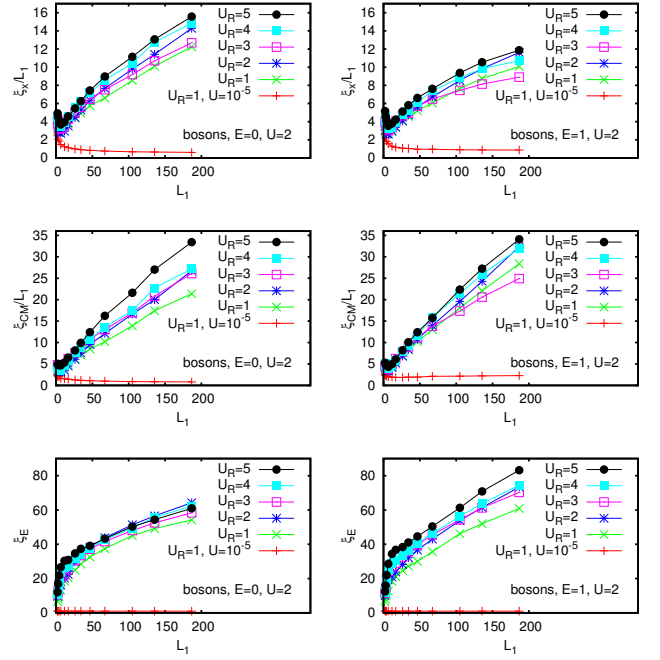 16
14
12
10
8
6
4
2
0
ξx/L1
0 50 100 150 200
L1
UR=5
UR=4
UR=3
UR=2
UR=1
UR=1, U=10-5
bosons, E=0, U=2
16
14
12
10
8
6
4
2
0
ξx/L1
0 50 100 150 200
L1
UR=5
UR=4
UR=3
UR=2
UR=1
UR=1, U=10-5
bosons, E=1, U=2
35
30
25
20
15
10
5
0
ξCM/L1
0 50 100 150 200
L1
UR=5
UR=4
UR=3
UR=2
UR=1
UR=1, U=10-5
bosons, E=0, U=2
35
30
25
20
15
10
5
0
ξCM/L1
0 50 100 150 200
L1
UR=5
UR=4
UR=3
UR=2
UR=1
UR=1, U=10-5
bosons, E=1, U=2
80
60
40
20
0
ξE
0 50 100 150 200
L1
UR=5
UR=4
UR=3
UR=2
UR=1
UR=1, U=10-5
bosons, E=0, U=2
80
60
40
20
0
ξE
0 50 100 150 200
L1
UR=5
UR=4
UR=3
UR=2
UR=1
UR=1, U=10-5
bosons, E=1, U=2